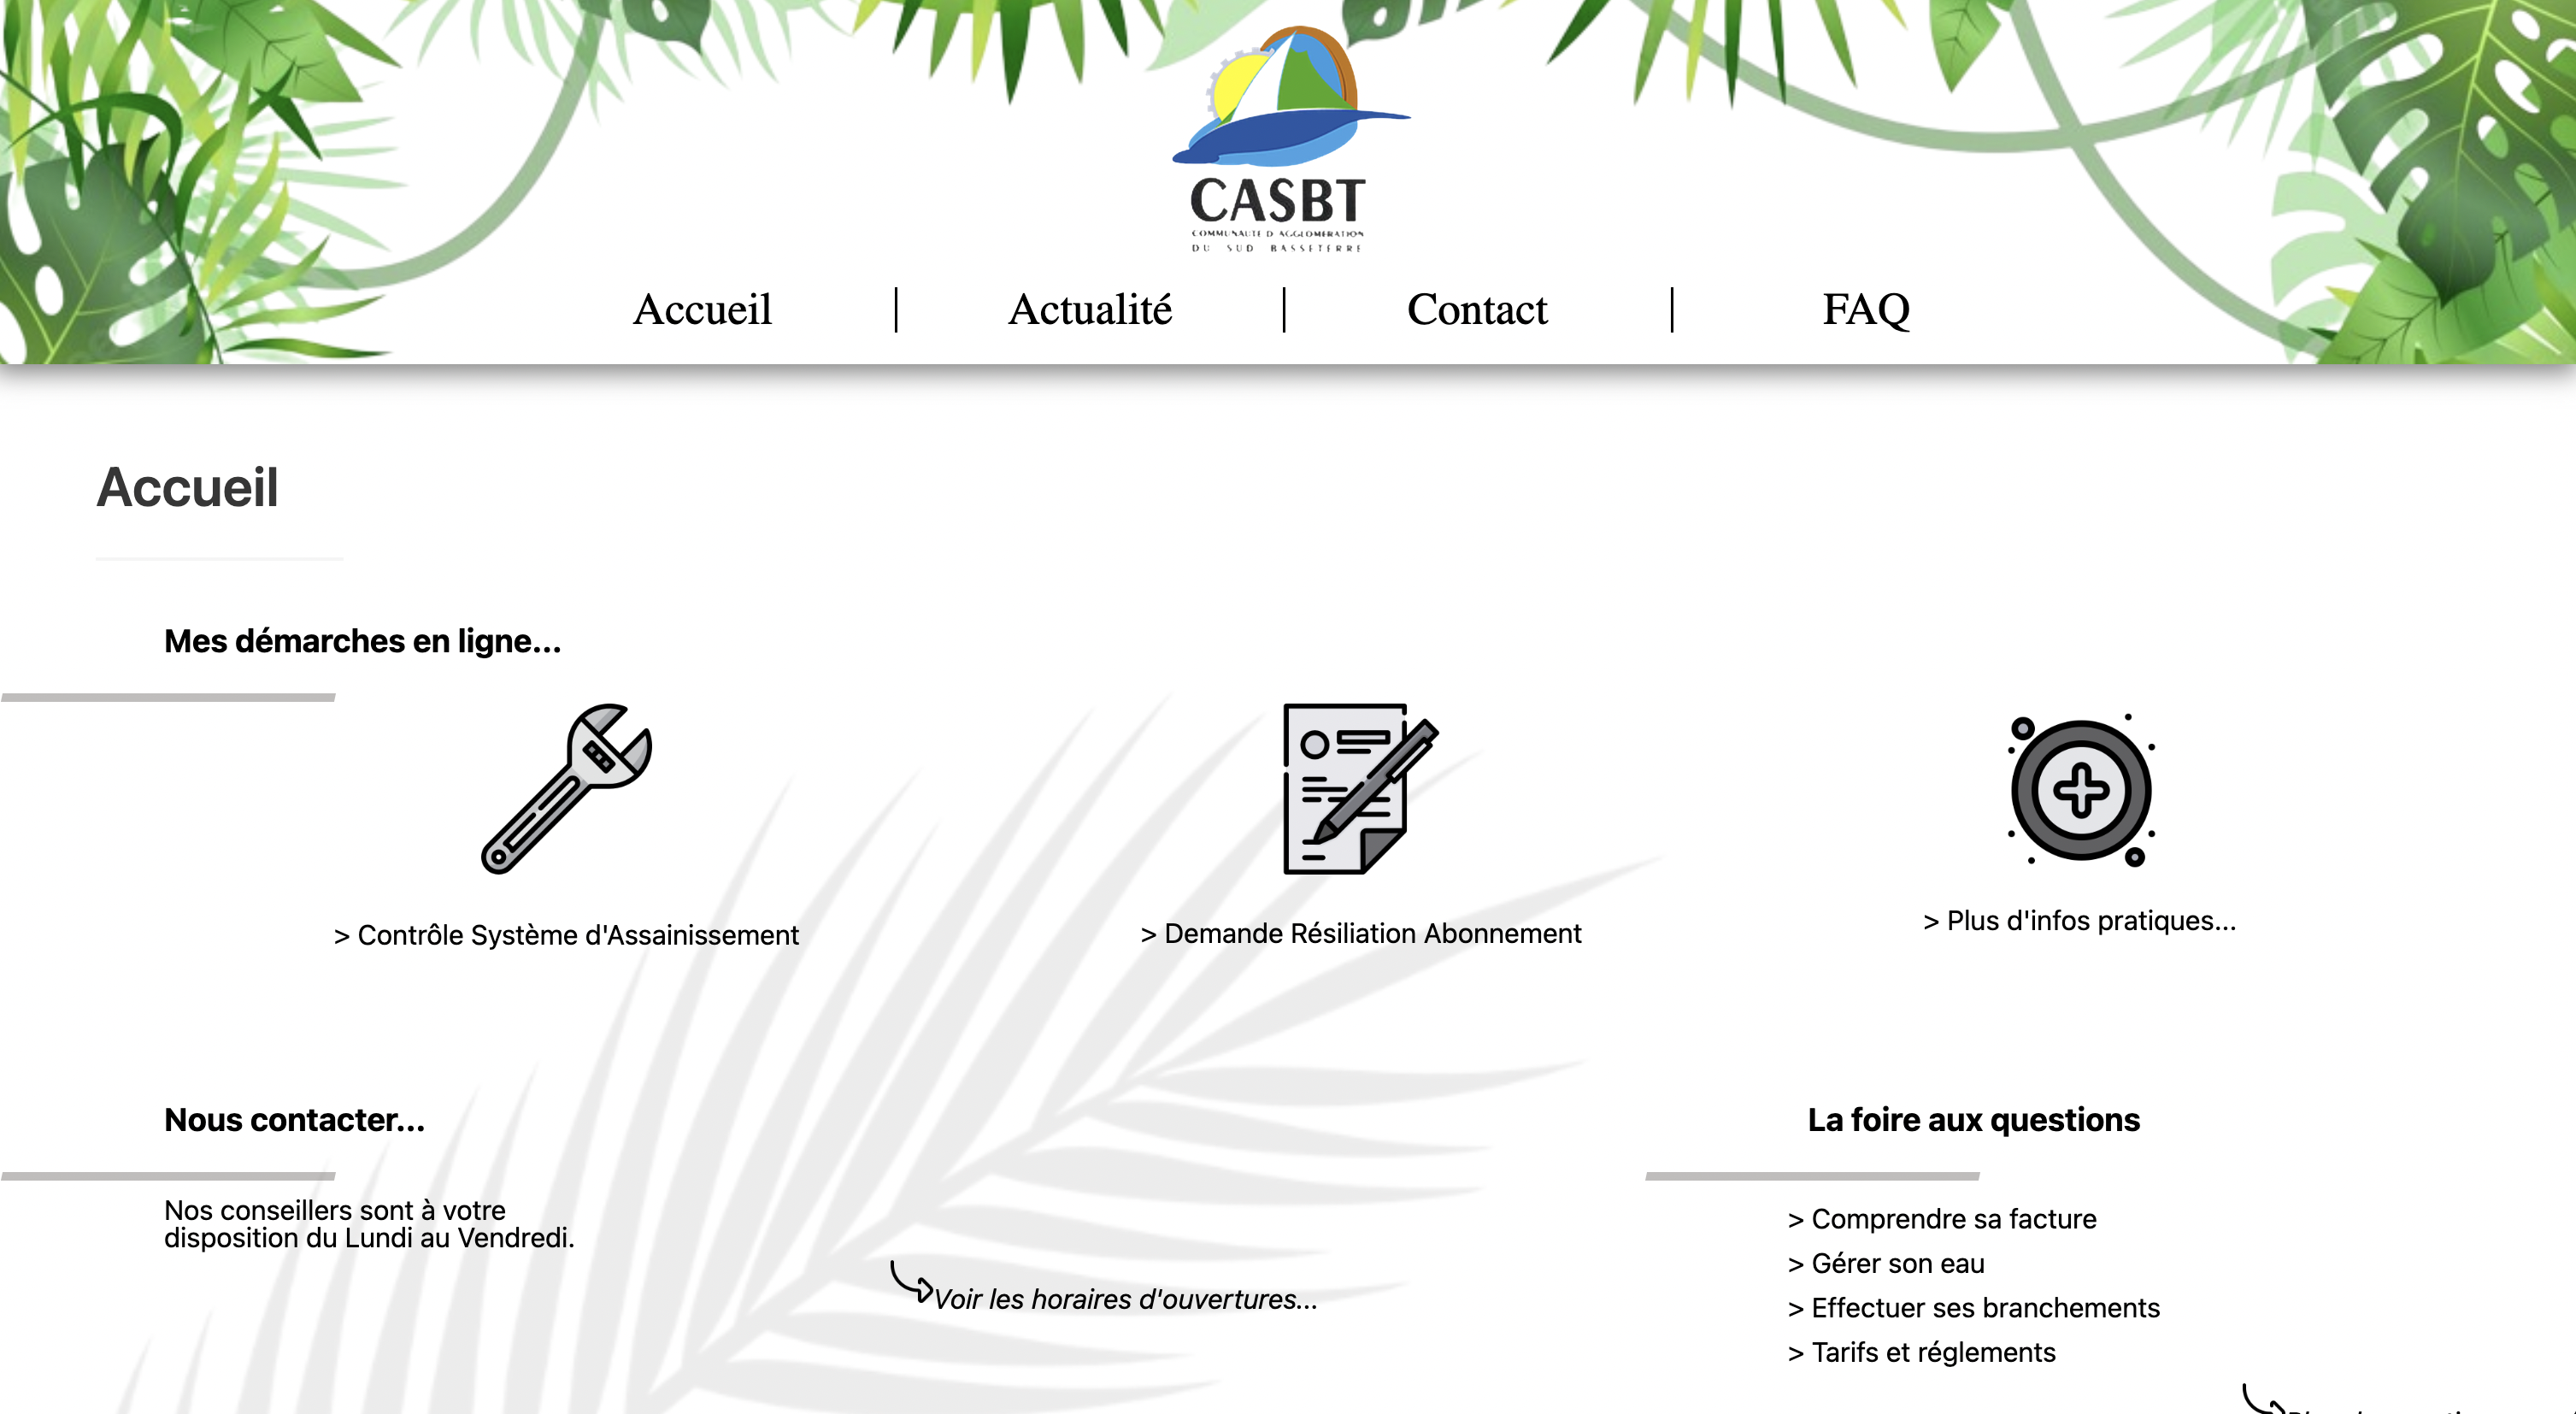 CASBT
COMMUNAUTE D AGGLOMERATION
DU SUD BASSETERRE
Accueil
Actualité
Contact
FAQ
Accueil
Mes démarches en ligne...
> Contrôle Système d'Assainissement
> Demande Résiliation Abonnement
> Plus d'infos pratiques...
Nous contacter...
Nos conseillers sont à votre
disposition du Lundi au Vendredi.
Voir les horaires d'ouvertures...
La foire aux questions
> Comprendre sa facture
> Gérer son eau
> Effectuer ses branchements
> Tarifs et réglements